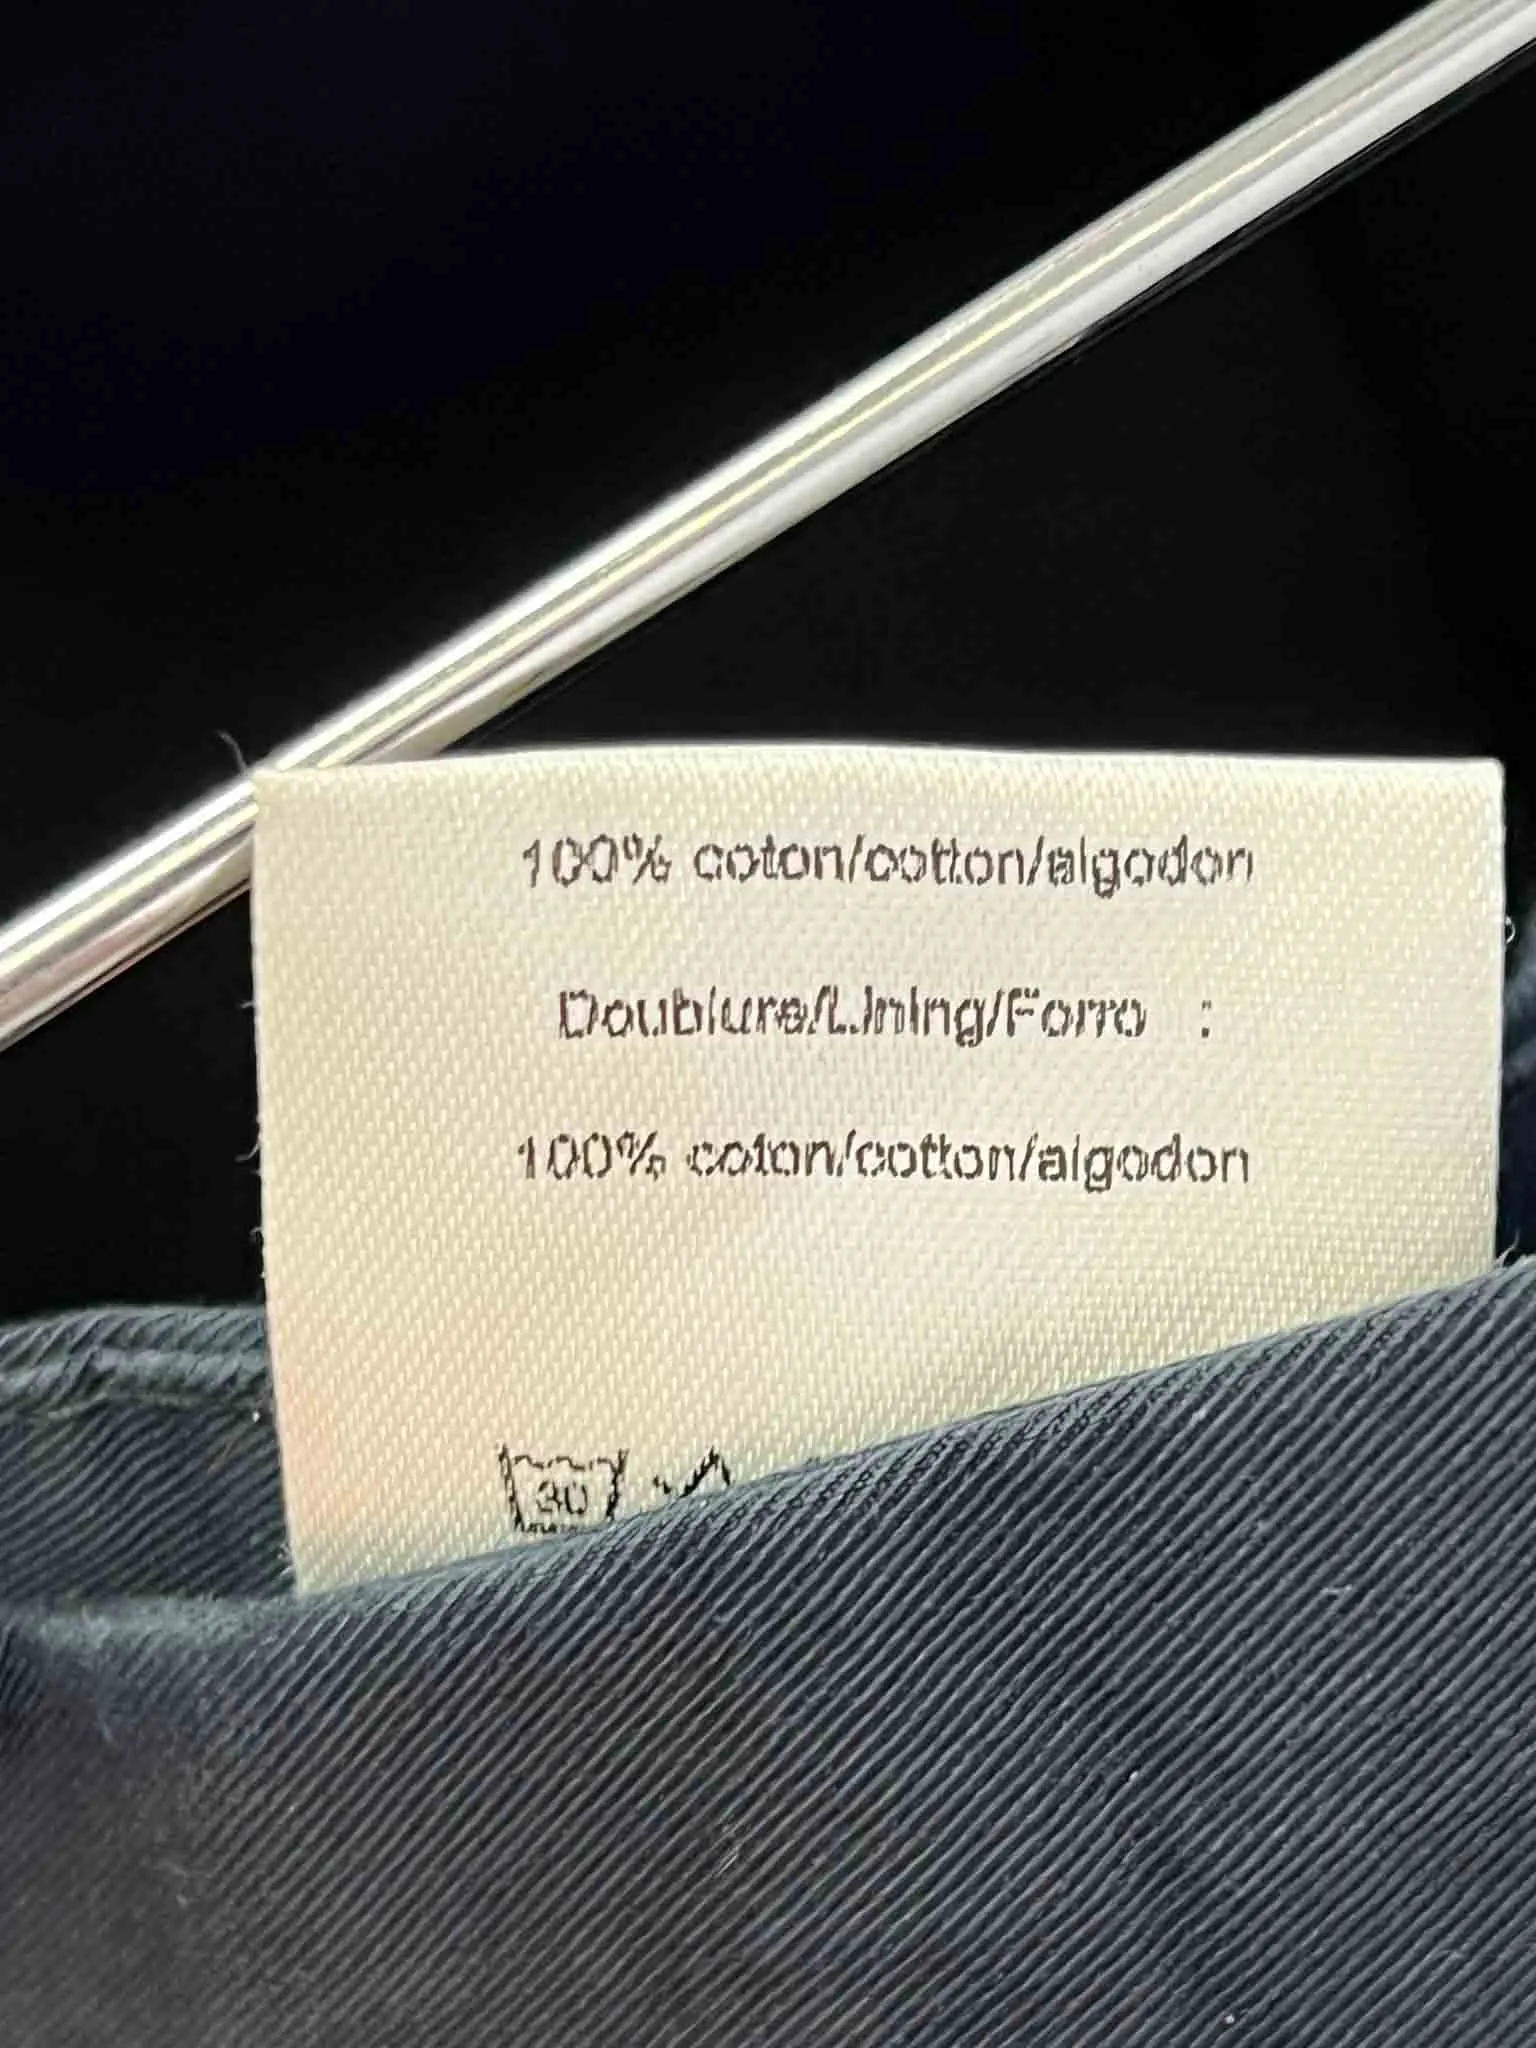 100% coton/cotton/algodon
Doublure/Lining/Forro :
100% coton/cotton/algodon
30